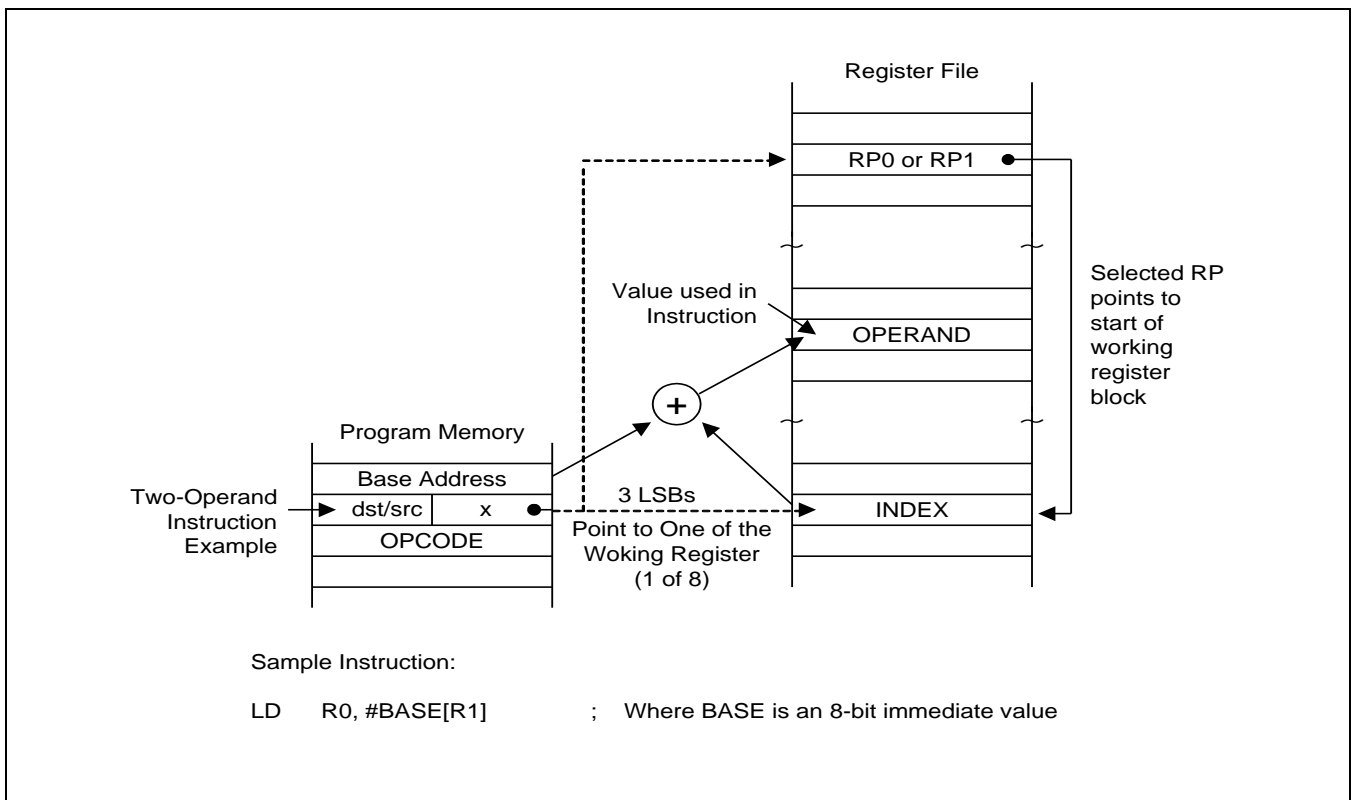 Register File
RP0 or RP1
Selected RP
points to
start of
working
register
block
Value used in
Instruction
OPERAND
+
Program Memory
Base Address
Two-Operand
Instruction
Example
dst/src
x
OPCODE
3 LSBs
Point to One of the
Woking Register
(1 of 8)
INDEX
Sample Instruction:
LD R0, #BASE[R1] ; Where BASE is an 8-bit immediate value